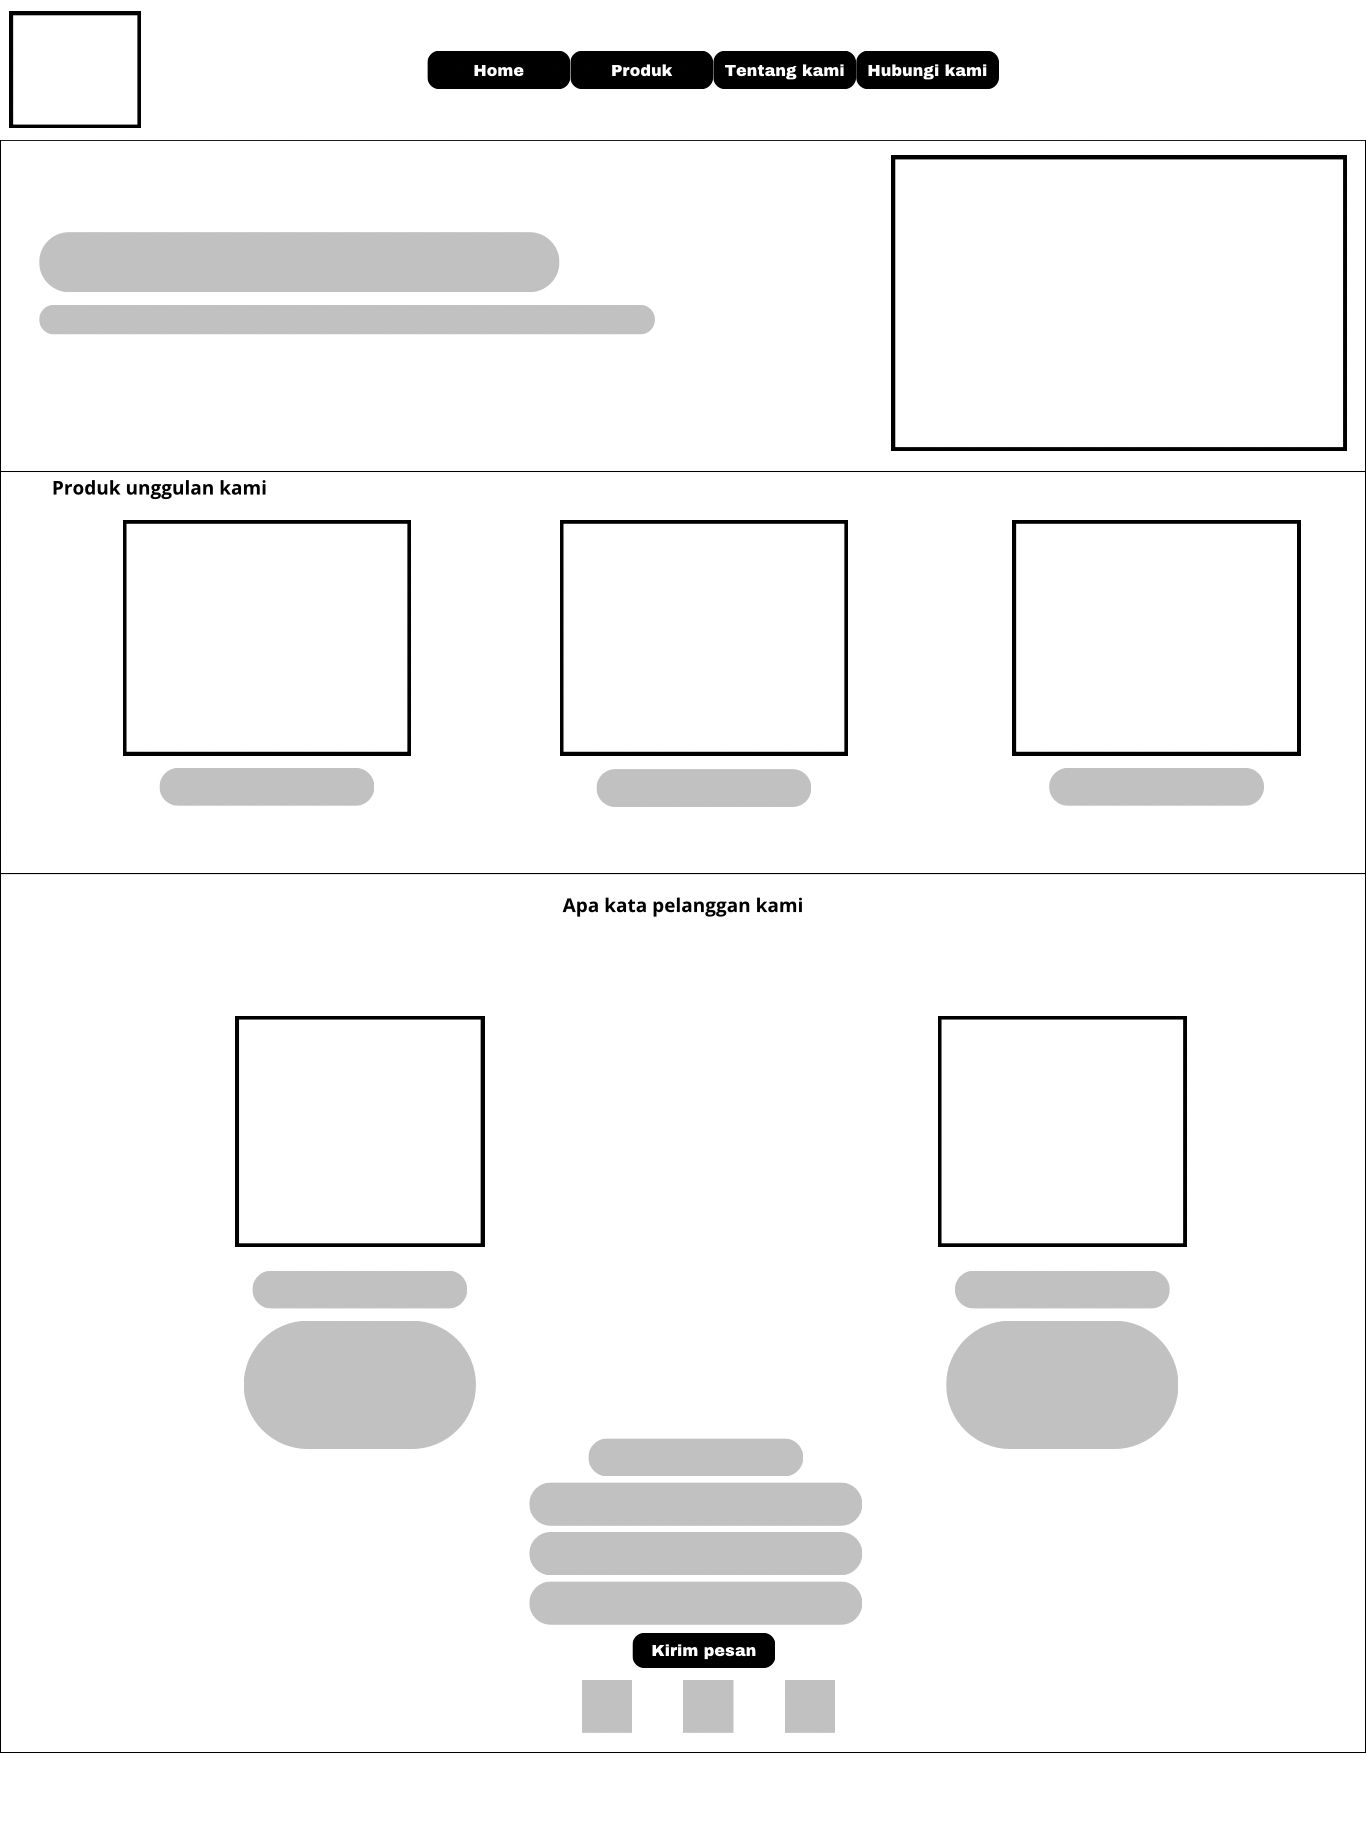 Home Produk Tentang kami Hubungi kami
Produk unggulan kami
Apa kata pelanggan kami
Kirim pesan